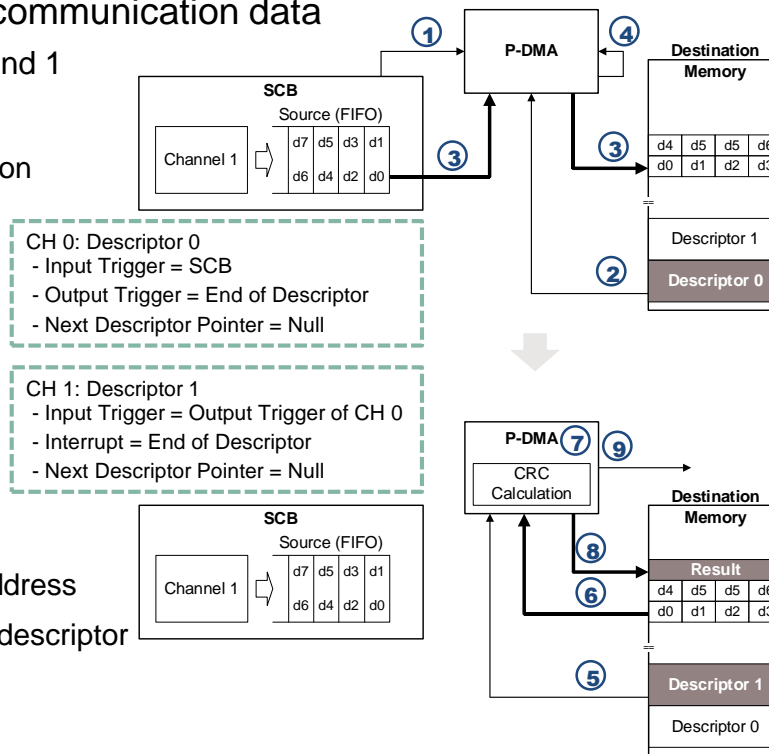 communication data
nd 1
on
1
P-DMA
4
Destination
Memory
SCB
Source (FIFO)
Channel 1
d7 d5 d3 d1
d6 d4 d2 d0
3
3
d4 d5 d5 d6
d0 d1 d2 d3
=
Descriptor 1
2
Descriptor 0
CH 0: Descriptor 0
- Input Trigger = SCB
- Output Trigger = End of Descriptor
- Next Descriptor Pointer = Null
CH 1: Descriptor 1
- Input Trigger = Output Trigger of CH 0
- Interrupt = End of Descriptor
- Next Descriptor Pointer = Null
P-DMA
7
9
CRC
Calculation
Destination
Memory
SCB
Source (FIFO)
Channel 1
d7 d5 d3 d1
d6 d4 d2 d0
8
6
Result
d4 d5 d5 d6
d0 d1 d2 d3
=
ddress
descriptor
5
Descriptor 1
Descriptor 0